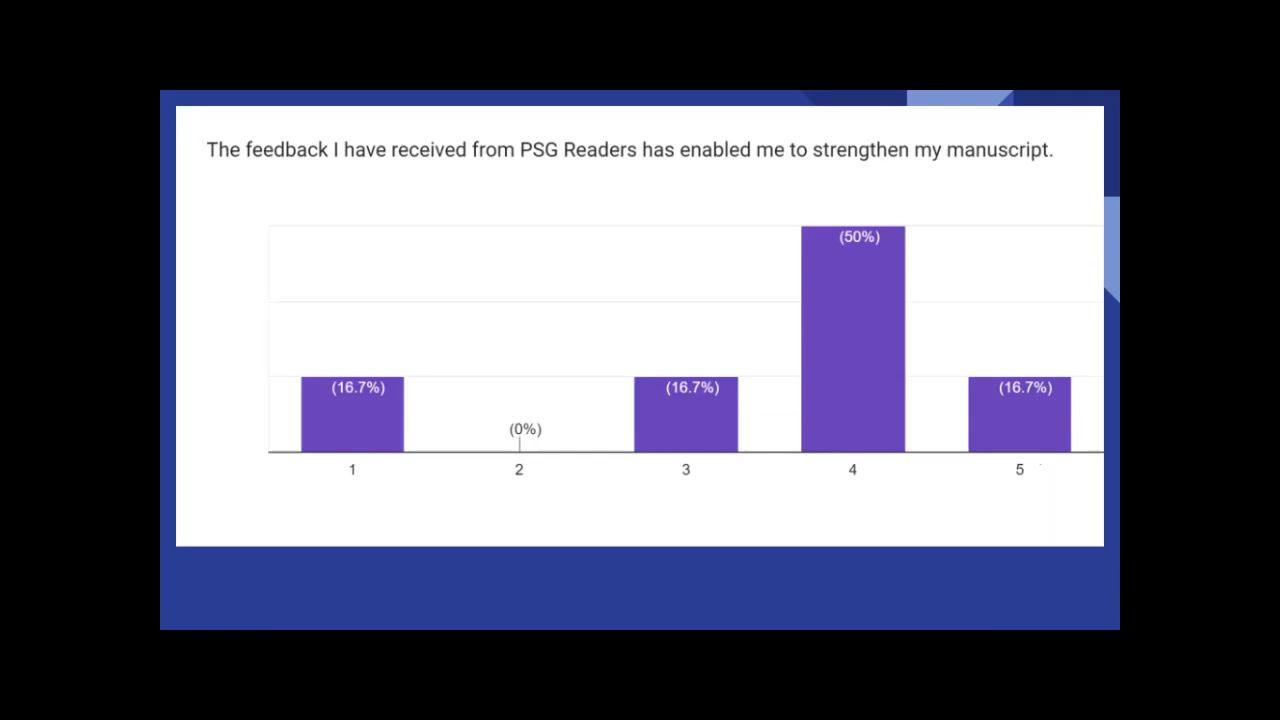 The feedback I have received from PSG Readers has enabled me to strengthen my manuscript.
(50%)
(16.7%) (0%) (16.7%) (16.7%)
1 2 3 4 5